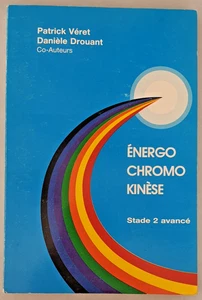 Patrick Véret
Danièle Drouant
Co-Auteurs
ÉNERGO
CHROMO
KINÈSE
Stade 2 avancé